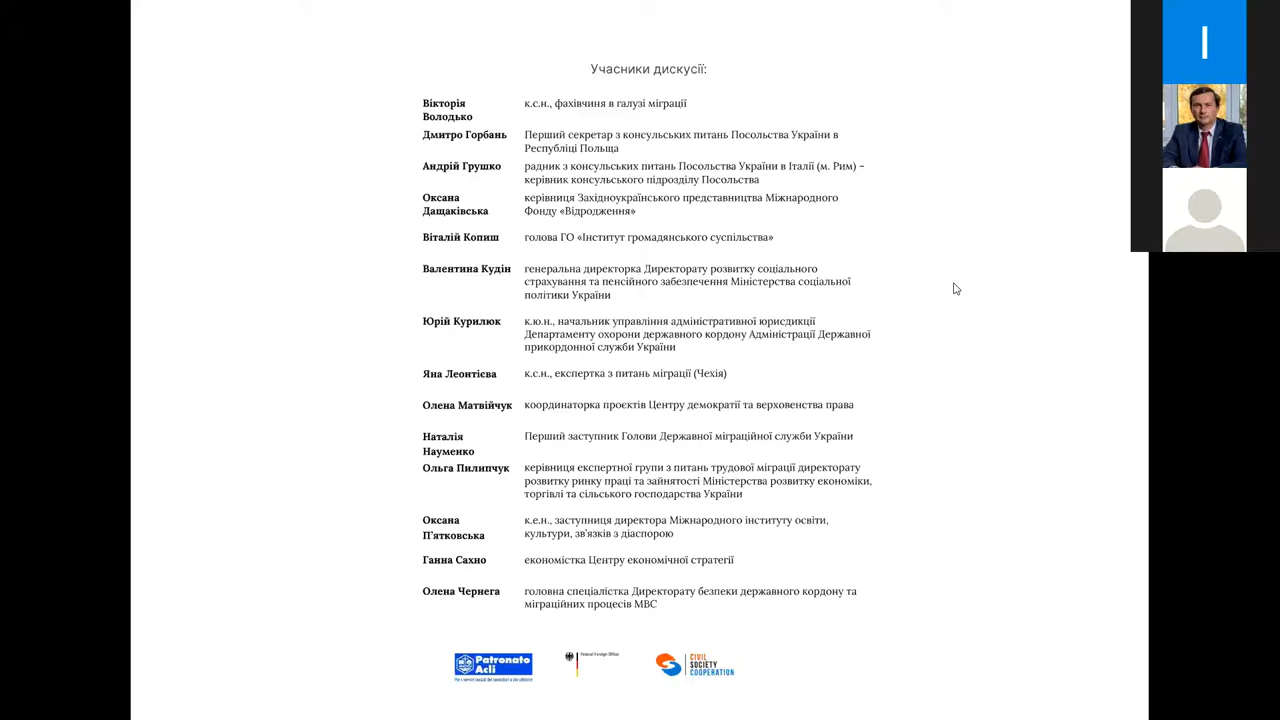 Учасники дискусії:
Вікторія Володько
к.с.н., фахівчиня в галузі міграції
Дмитро Горбань
Перший секретар з консульських питань Посольства України в
Республіці Польща
Андрій Грушко
радник з консульських питань Посольства України в Італії (м. Рим) –
керівник консульського підрозділу Посольства
Оксана
Дащаківська
керівниця Західноукраїнського представництва Міжнародного
Фонду «Відродження»
Віталій Копиш
голова ГО «Інститут громадянського суспільства»
Валентина Кудін
генеральна директорка Директорату розвитку соціального
страхування та пенсійного забезпечення Міністерства соціальної
політики України
Юрій Курилюк
к.ю.н., начальник управління адміністративної юрисдикції
Департаменту охорони державного кордону Адміністрації Державної
прикордонної служби України
Яна Леонтієва
к.с.н., експертка з питань міграції (Чехія)
Олена Матвійчук
координаторка проєктів Центру демократії та верховенства права
Наталія
Науменко
Перший заступник Голови Державної міграційної служби України
Ольга Пилипчук
керівниця експертної групи з питань трудової міграції директорату
розвитку ринку праці та зайнятості Міністерства розвитку економіки,
торгівлі та сільського господарства України
Оксана
П’ятковська
к.е.н., заступниця директора Міжнародного інституту освіти,
культури, зв’язків з діаспорою
Ганна Сахно
економістка Центру економічної стратегії
Олена Чернега
головна спеціалістка Директорату безпеки державного кордону та
міграційних процесів МВС
Patronato
Acli
Federal Foreign Office
CIVIL
SOCIETY
COOPERATION
I